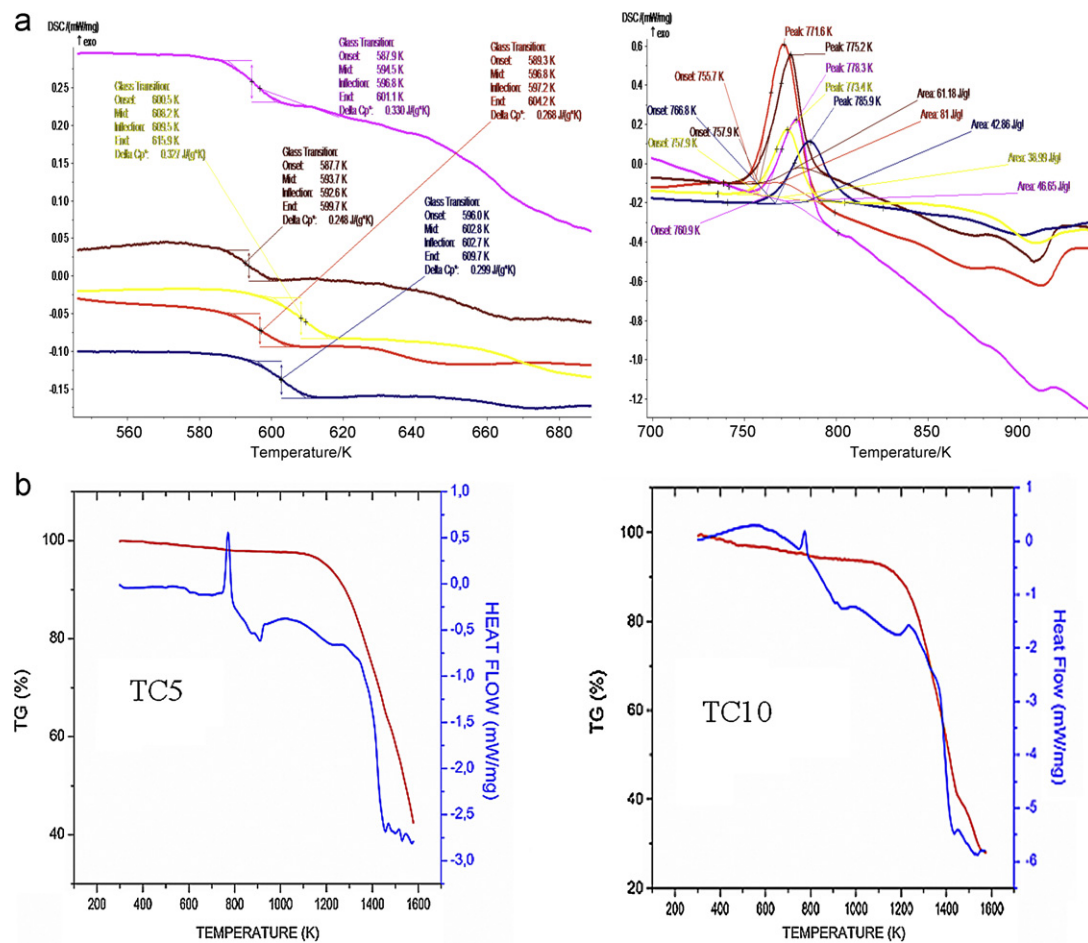 a
DSC /(mW/mg)
↑ exo
Glass Transition:
Onset: 587.9 K
Mid: 594.5 K
Inflection: 596.8 K
End: 601.1 K
Delta Cp*: 0.330 J/(g*K)
Glass Transition:
Onset: 589.3 K
Mid: 596.8 K
Inflection: 597.2 K
End: 604.2 K
Delta Cp*: 0.268 J/(g*K)
Glass Transition:
Onset: 600.5 K
Mid: 608.2 K
Inflection: 609.5 K
End: 615.9 K
Delta Cp*: 0.327 J/(g*K)
Glass Transition:
Onset: 587.7 K
Mid: 593.7 K
Inflection: 592.6 K
End: 599.7 K
Delta Cp*: 0.248 J/(g*K)
Glass Transition:
Onset: 596.0 K
Mid: 602.8 K
Inflection: 602.7 K
End: 609.7 K
Delta Cp*: 0.299 J/(g*K)
0.25
0.20
0.15
0.10
0.05
0.00
-0.05
-0.10
-0.15
560 580 600 620 640 660 680
Temperature/K
DSC /(mW/mg)
↑ exo
0.6
0.4
0.2
0.0
-0.2
-0.4
-0.6
-0.8
-1.0
-1.2
Peak: 771.6 K
Peak: 775.2 K
Peak: 778.3 K
Peak: 773.4 K
Peak: 785.9 K
Onset: 755.7 K
Onset: 766.8 K
Onset: 757.9 K
Onset: 757.9 K
Onset: 760.9 K
Area: 61.18 J/g
Area: 81 J/g
Area: 42.86 J/g
Area: 38.99 J/g
Area: 46.65 J/g
700 750 800 850 900
Temperature/K
b
TG (%)
100
80
60
40
TC5
1,0
0,5
0,0
-0,5
-1,0
-1,5
-2,0
-2,5
-3,0
HEAT FLOW (mW/mg)
200 400 600 800 1000 1200 1400 1600
TEMPERATURE (K)
TG (%)
100
80
60
40
20
TC10
1
0
-1
-2
-3
-4
-5
-6
Heat Flow (mW/mg)
200 400 600 800 1000 1200 1400 1600
TEMPERATURE (K)